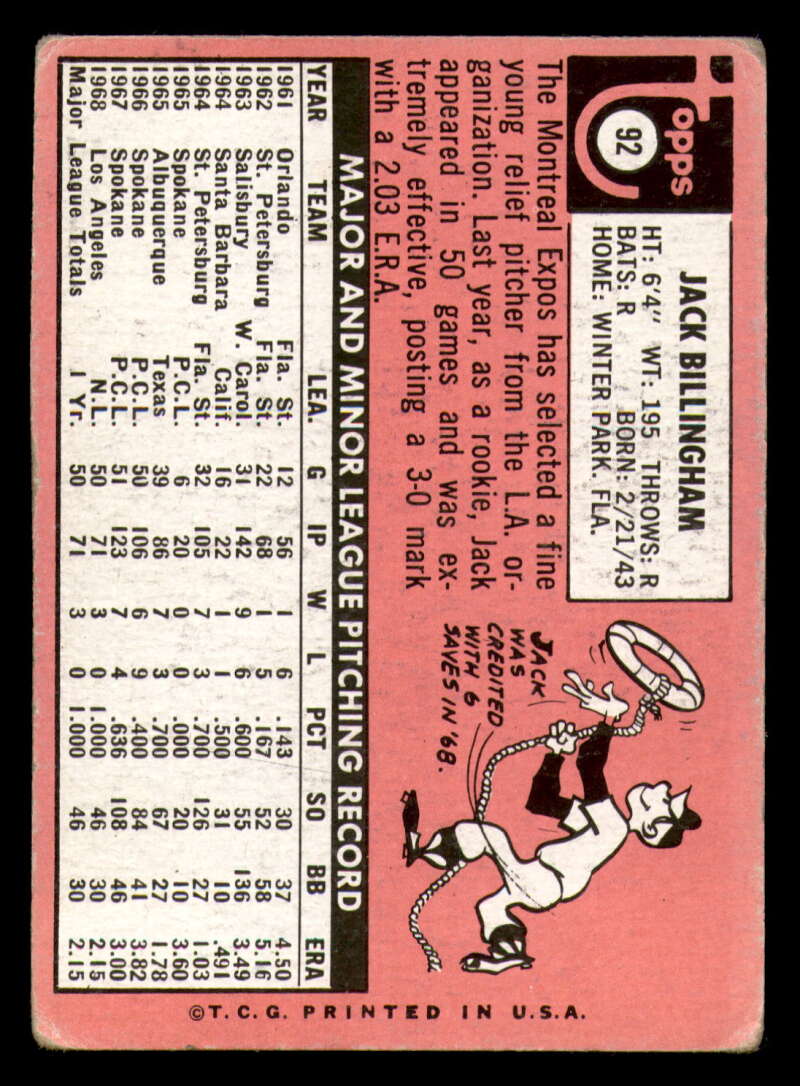 Topps
92
JACK BILLINGHAM
HT: 6'4" WT: 195 THROWS: R
BATS: R BORN: 2/21/43
HOME: WINTER PARK. FLA.
The Montreal Expos has selected a fine
young relief pitcher from the L.A. or-
ganization. Last year, as a rookie, Jack
appeared in 50 games and was ex-
tremely effective, posting a 3-0 mark
with a 2.03 E.R.A.
JACK
WAS
CREDITED
WITH 6
SAVES IN '68.
MAJOR AND MINOR LEAGUE PITCHING RECORD
YEAR TEAM LEA. G IP W L PCT SO BB ERA
1961 Orlando Fla. St. 12 56 1 6 .143 30 37 4.50
1962 St. Petersburg Fla. St. 22 68 1 5 .167 52 58 5.16
1963 Salisbury W. Carol. 31 142 9 6 .600 55 136 3.49
1964 Santa Barbara Calif. 16 22 1 1 .500 31 10 .491
1964 St. Petersburg Fla. St. 32 105 7 3 .700 126 27 1.03
1965 Spokane P.C.L. 6 20 0 0 .000 20 10 3.60
1965 Albuquerque Texas 39 86 7 3 .700 67 27 1.78
1966 Spokane P.C.L. 50 106 6 9 .400 84 41 3.82
1967 Spokane P.C.L. 51 123 7 4 .636 108 46 3.00
1968 Los Angeles N.L. 50 71 3 0 1.000 46 30 2.15
Major League Totals 1 Yr. 50 71 3 0 1.000 46 30 2.15
© T.C.G. PRINTED IN U.S.A.